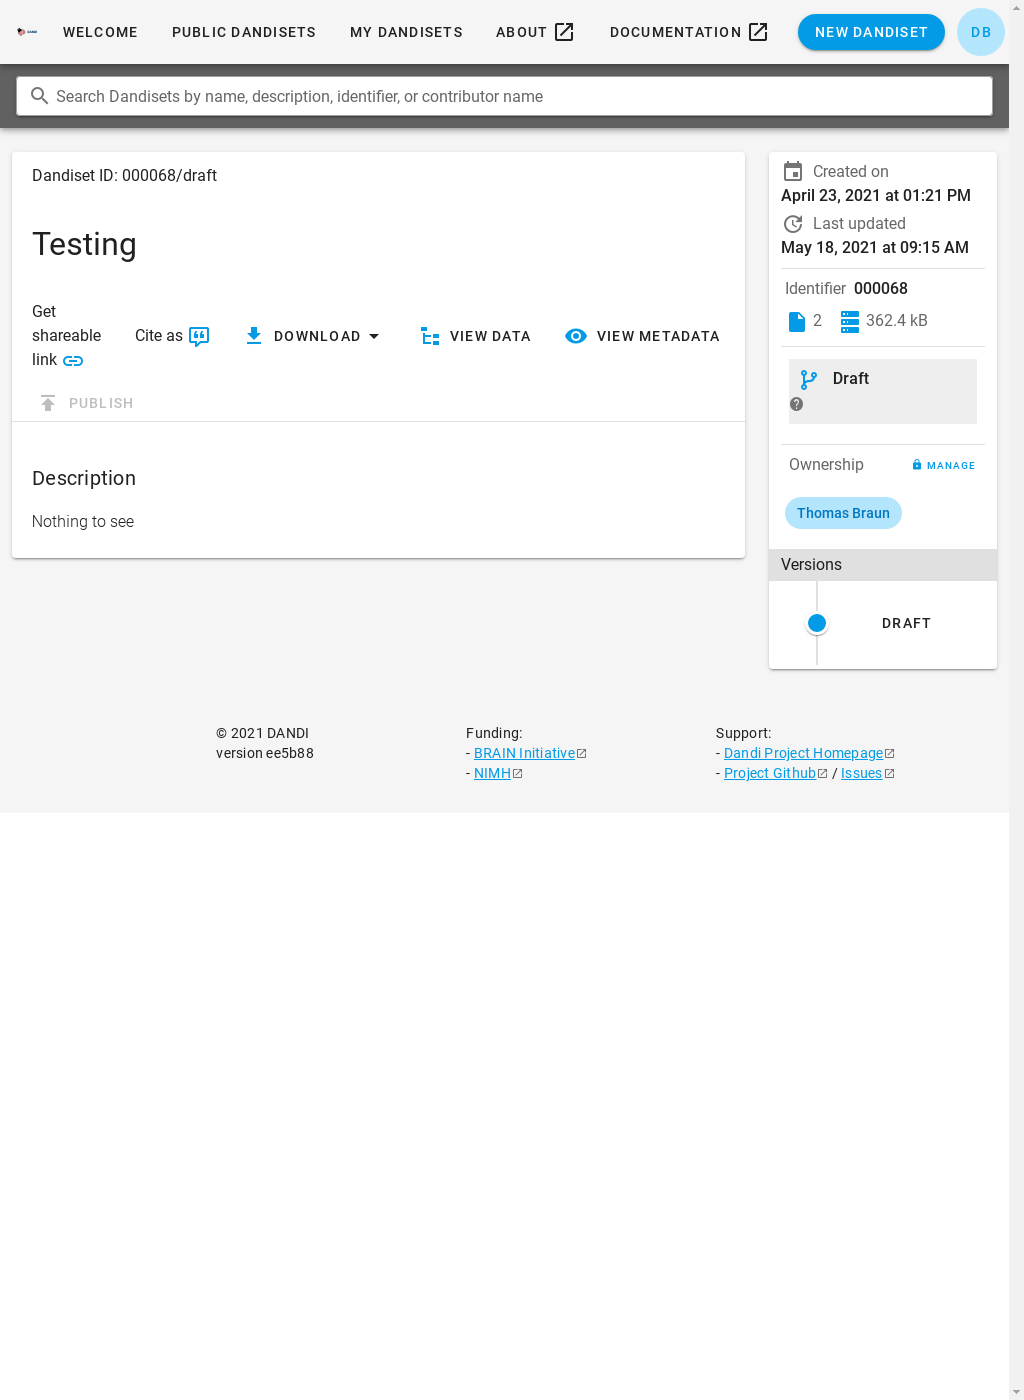 WELCOME PUBLIC DANDISETS MY DANDISETS ABOUT DOCUMENTATION NEW DANDISET DB
Search Dandisets by name, description, identifier, or contributor name
Dandiset ID: 000068/draft
Testing
Get
shareable
link
Cite as
DOWNLOAD
VIEW DATA
VIEW METADATA
PUBLISH
Description
Nothing to see
Created on
April 23, 2021 at 01:21 PM
Last updated
May 18, 2021 at 09:15 AM
Identifier 000068
2 362.4 kB
Draft
Ownership MANAGE
Thomas Braun
Versions
DRAFT
© 2021 DANDI
version ee5b88
Funding:
- BRAIN Initiative
- NIMH
Support:
- Dandi Project Homepage
- Project Github / Issues